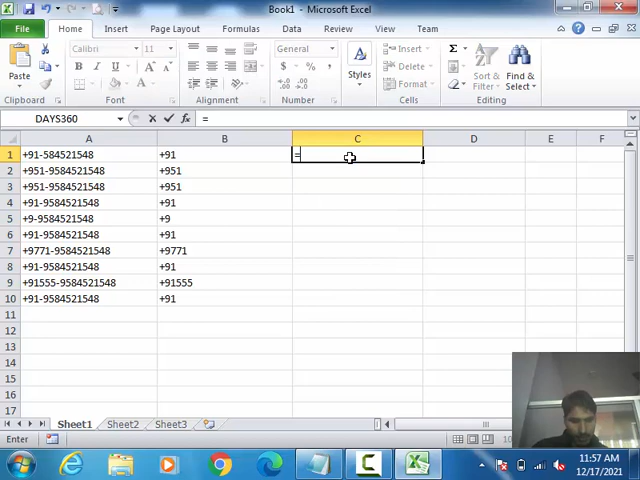 Book1 - Microsoft Excel
File Home Insert Page Layout Formulas Data Review View Team
Paste
Clipboard
Calibri 11
B I U
Font
Alignment
General
Number
Styles
Insert
Delete
Format
Cells
Sort & Filter
Find & Select
Editing
DAYS360 fx =
A B C D E F
1 +91-584521548 +91 =
2 +951-9584521548 +951
3 +951-9584521548 +951
4 +91-9584521548 +91
5 +9-9584521548 +9
6 +91-9584521548 +91
7 +9771-9584521548 +9771
8 +91-9584521548 +91
9 +91555-9584521548 +91555
10 +91-9584521548 +91
11
12
13
14
15
16
17
Sheet1 Sheet2 Sheet3
Enter
11:57 AM
12/17/2021